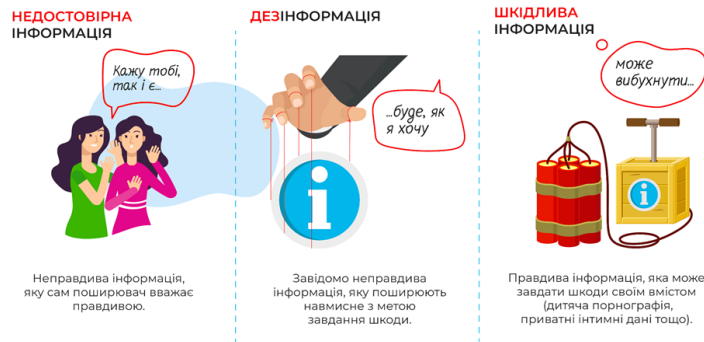 НЕДОСТОВІРНА
ІНФОРМАЦІЯ
Кажу тобі,
так і є...
Неправдива інформація,
яку сам поширювач вважає
правдивою.
ДЕЗІНФОРМАЦІЯ
...буде, як
я хочу
i
Завідомо неправдива
інформація, яку поширюють
навмисне з метою
завдання шкоди.
ШКІДЛИВА
ІНФОРМАЦІЯ
може
вибухнути...
i
Правдива інформація, яка може
завдати шкоди своїм вмістом
(дитяча порнографія,
приватні інтимні дані тощо).